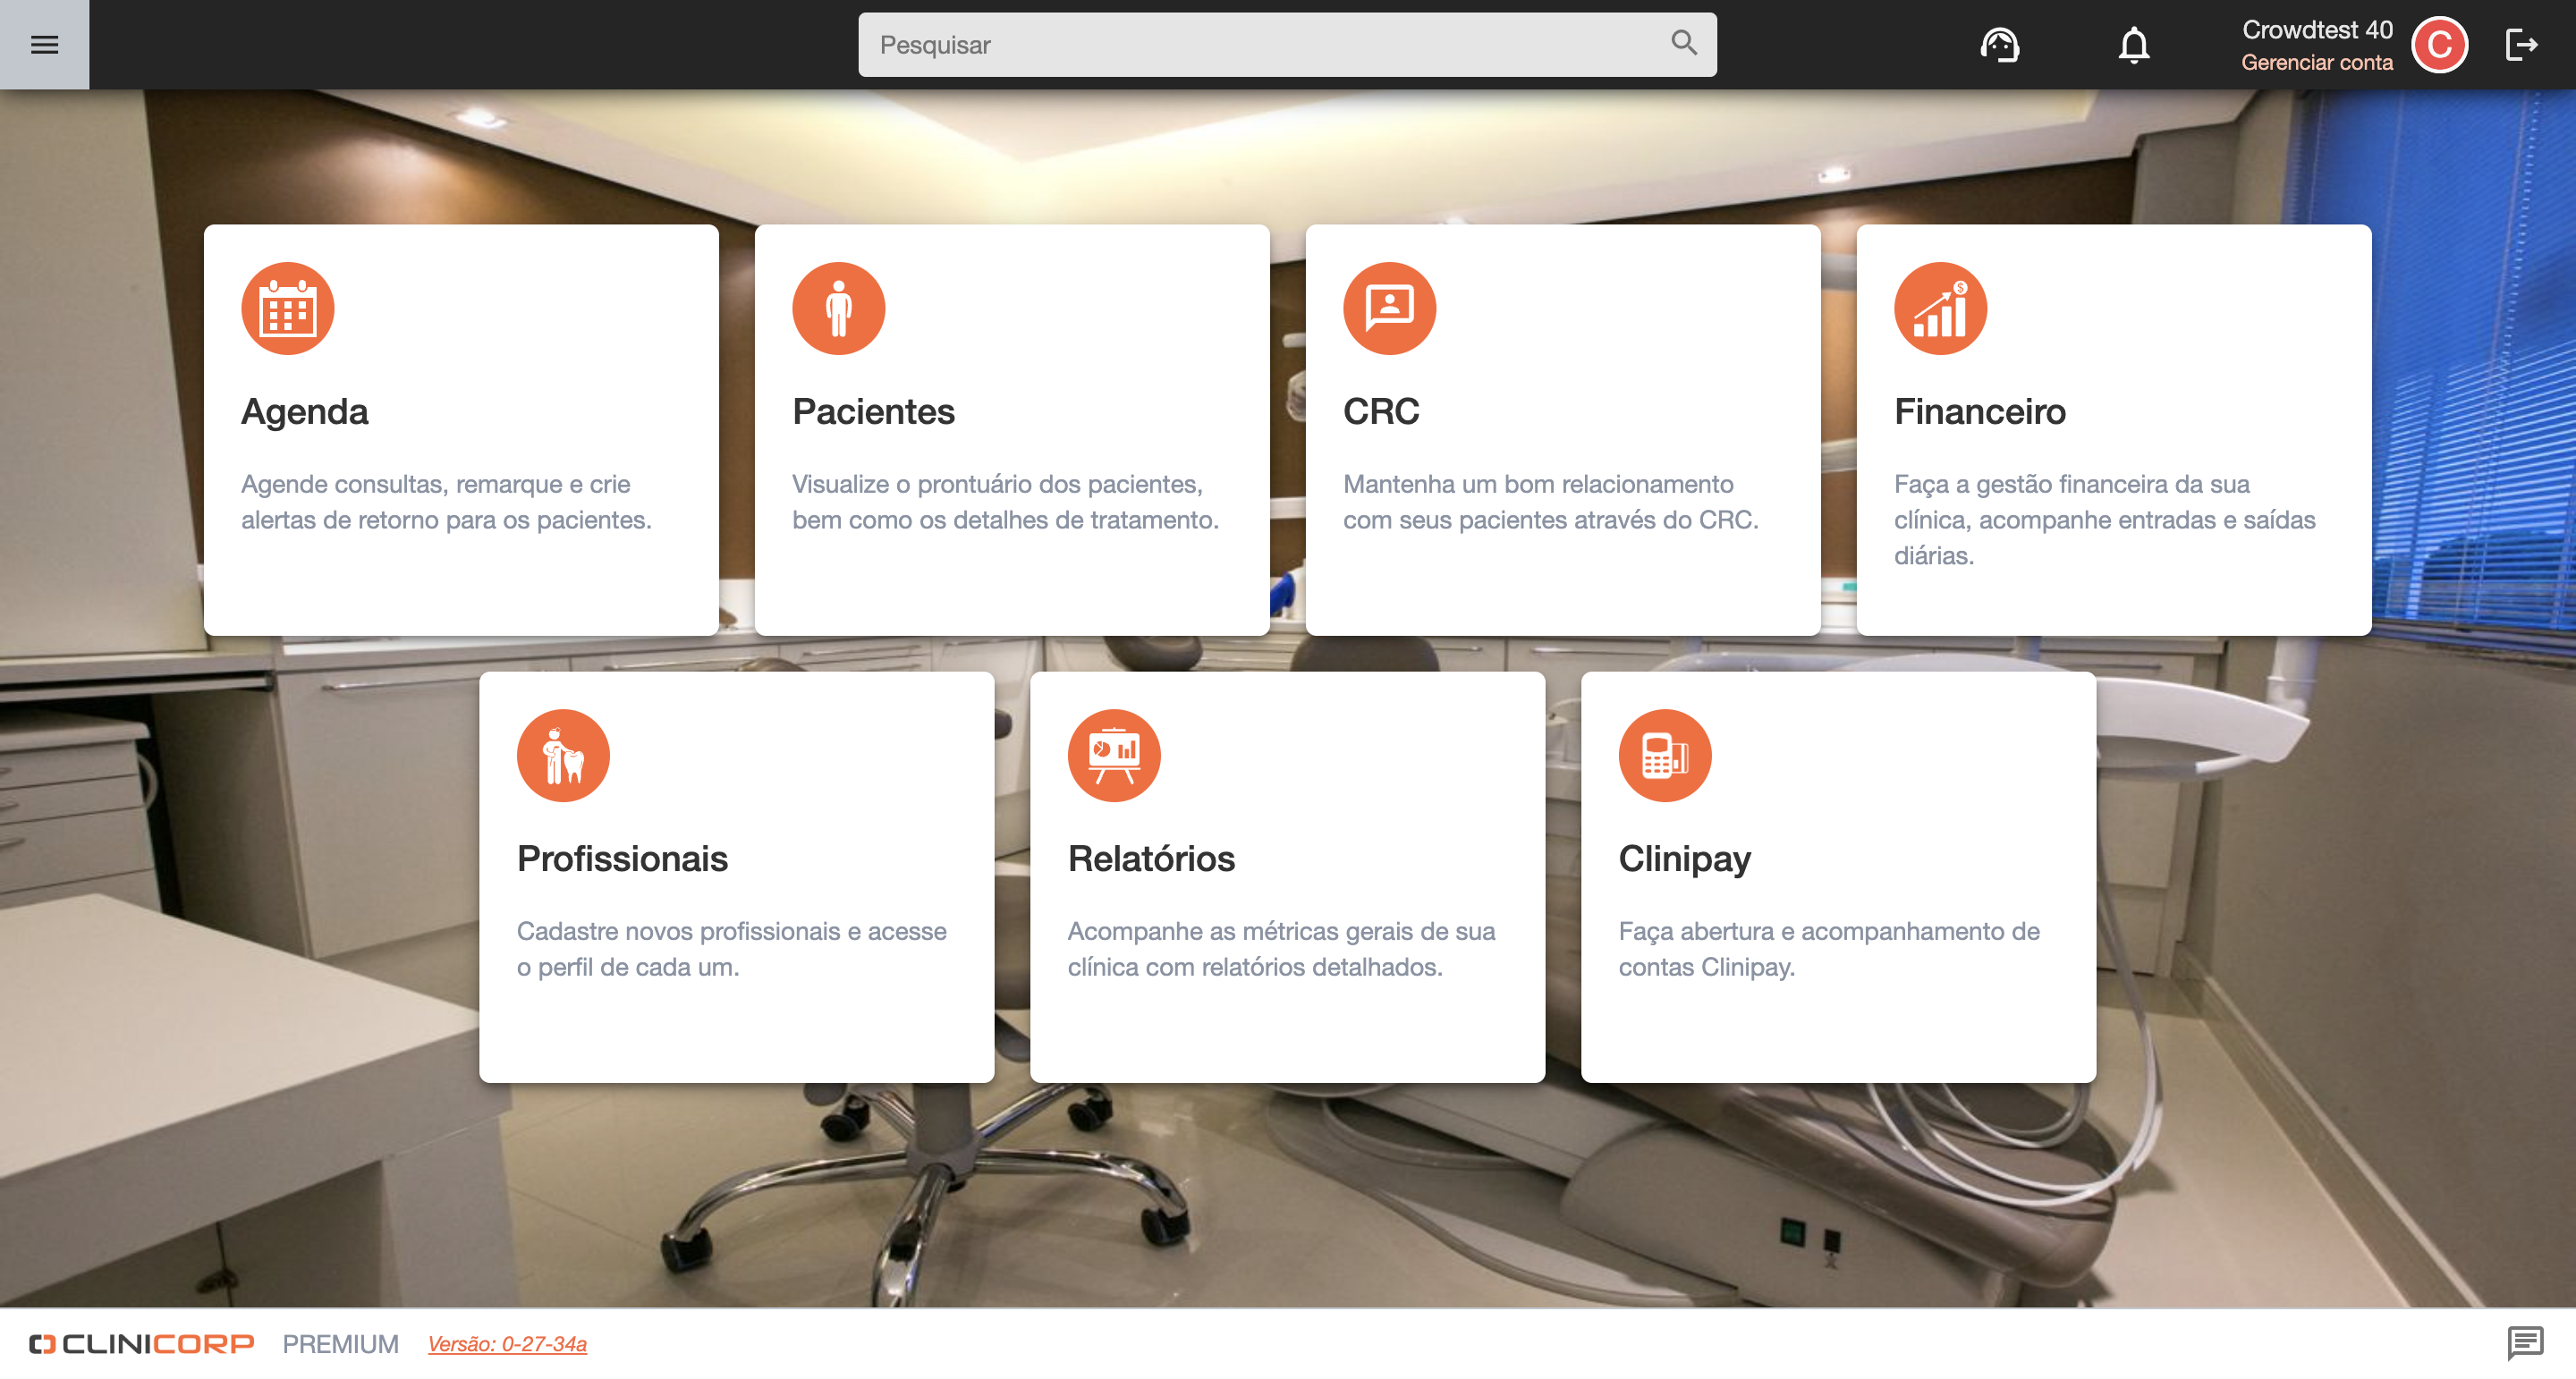 Pesquisar
Crowdtest 40
Gerenciar conta
C
Agenda
Agende consultas, remarque e crie
alertas de retorno para os pacientes.
Pacientes
Visualize o prontuário dos pacientes,
bem como os detalhes de tratamento.
CRC
Mantenha um bom relacionamento
com seus pacientes através do CRC.
$
Financeiro
Faça a gestão financeira da sua
clínica, acompanhe entradas e saídas
diárias.
Profissionais
Cadastre novos profissionais e acesse
o perfil de cada um.
Relatórios
Acompanhe as métricas gerais de sua
clínica com relatórios detalhados.
Clinipay
Faça abertura e acompanhamento de
contas Clinipay.
CLINICORP PREMIUM Versão: 0-27-34a